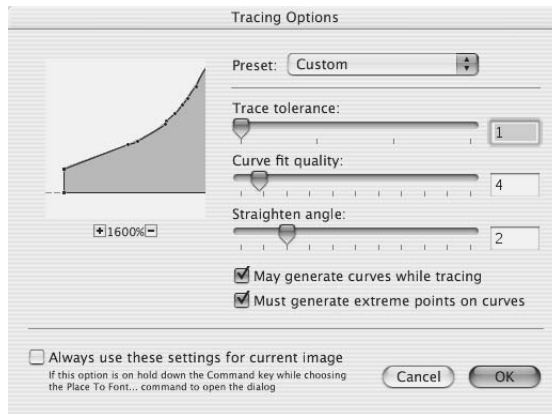 Tracing Options
Preset: Custom
Trace tolerance:
1
Curve fit quality:
4
Straighten angle:
2
+1600%-
May generate curves while tracing
Must generate extreme points on curves
Always use these settings for current image
If this option is on hold down the Command key while choosing
the Place To Font... command to open the dialog
Cancel OK